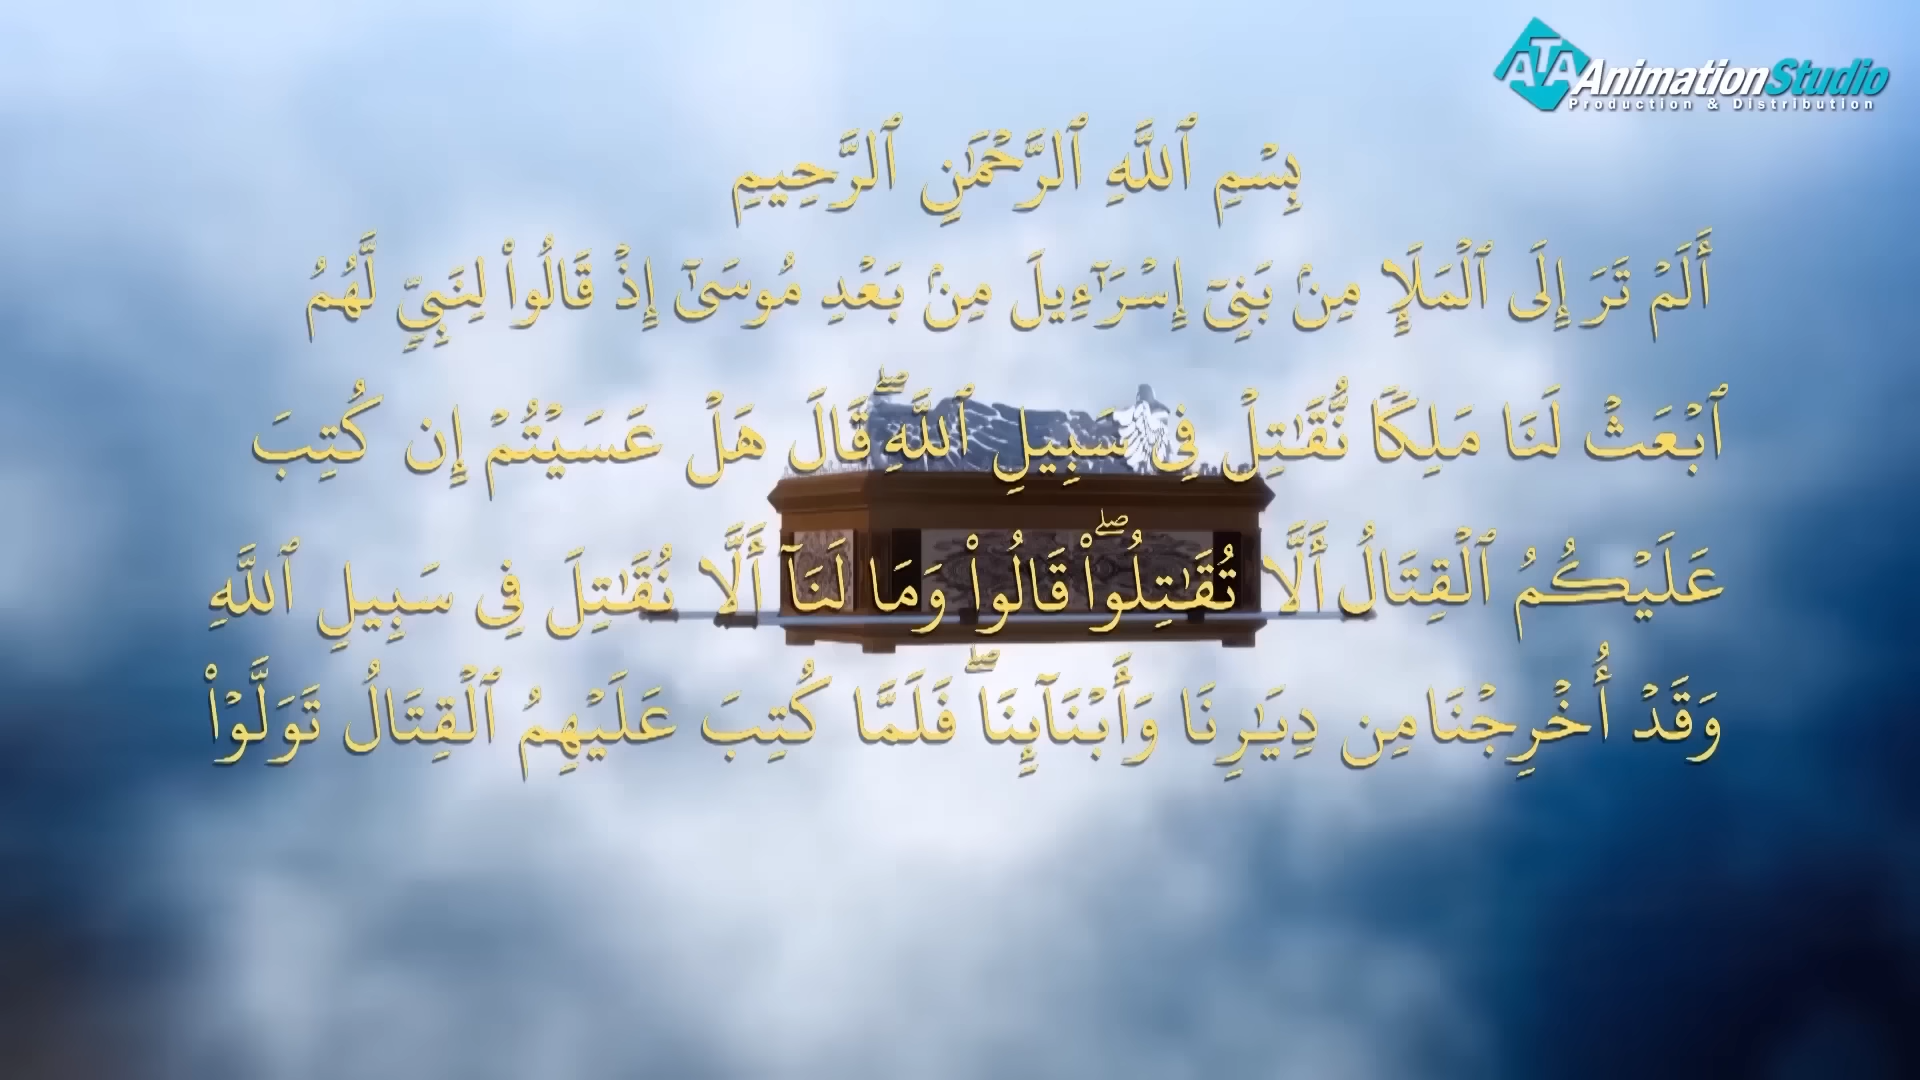 ATA Animation Studio
Production & Distribution
بِسْمِ ٱللَّهِ ٱلرَّحْمَٰنِ ٱلرَّحِيمِ
أَلَمْ تَرَ إِلَى ٱلْمَلَإِ مِنۢ بَنِىٓ إِسْرَٰٓءِيلَ مِنۢ بَعْدِ مُوسَىٰٓ إِذْ قَالُوا۟ لِنَبِىٍّ لَّهُمُ
ٱبْعَثْ لَنَا مَلِكًا نُّقَٰتِلْ فِى سَبِيلِ ٱللَّهِ ۖ قَالَ هَلْ عَسَيْتُمْ إِن كُتِبَ
عَلَيْكُمُ ٱلْقِتَالُ أَلَّا تُقَٰتِلُوا۟ ۖ قَالُوا۟ وَمَا لَنَآ أَلَّا نُقَٰتِلَ فِى سَبِيلِ ٱللَّهِ
وَقَدْ أُخْرِجْنَا مِن دِيَٰرِنَا وَأَبْنَآئِنَا ۖ فَلَمَّا كُتِبَ عَلَيْهِمُ ٱلْقِتَالُ تَوَلَّوْا۟